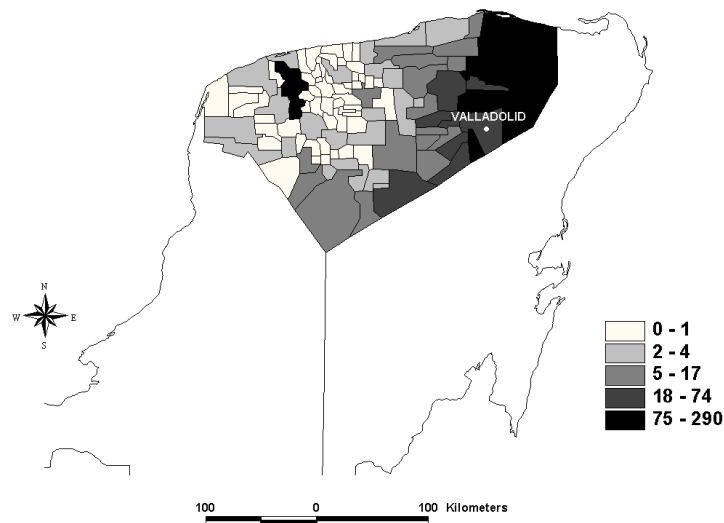 VALLADOLID
N
W E
S
0 - 1
2 - 4
5 - 17
18 - 74
75 - 290
100 0 100 Kilometers